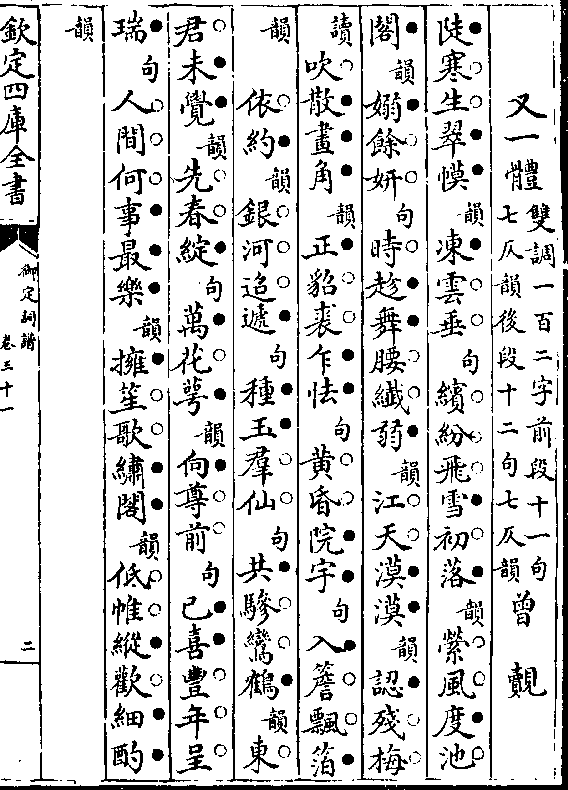 又一體 雙調一百二字前段十一句七仄韻後段十二句七仄韻 曾覿
陡寒生翠幙韻凍雲垂句繽紛飛雪初落韻縈風度池
閣韻嫋餘妍句時趁舞腰纖弱韻江天漠漠韻認殘梅
讀吹散畫角韻正貂裘乍怯句黄昏院宇句入簷飄箔
韻 依約韻銀河迢遞句種玉羣仙句共驂鸞鶴韻東
君未覺韻先春綻句萬花萼韻向尊前句已喜豐年呈
瑞句人間何事最樂韻擁笙歌繡閣韻低帷縱歡細酌
韻
欽定四庫全書
御定詞譜
卷三十一
二